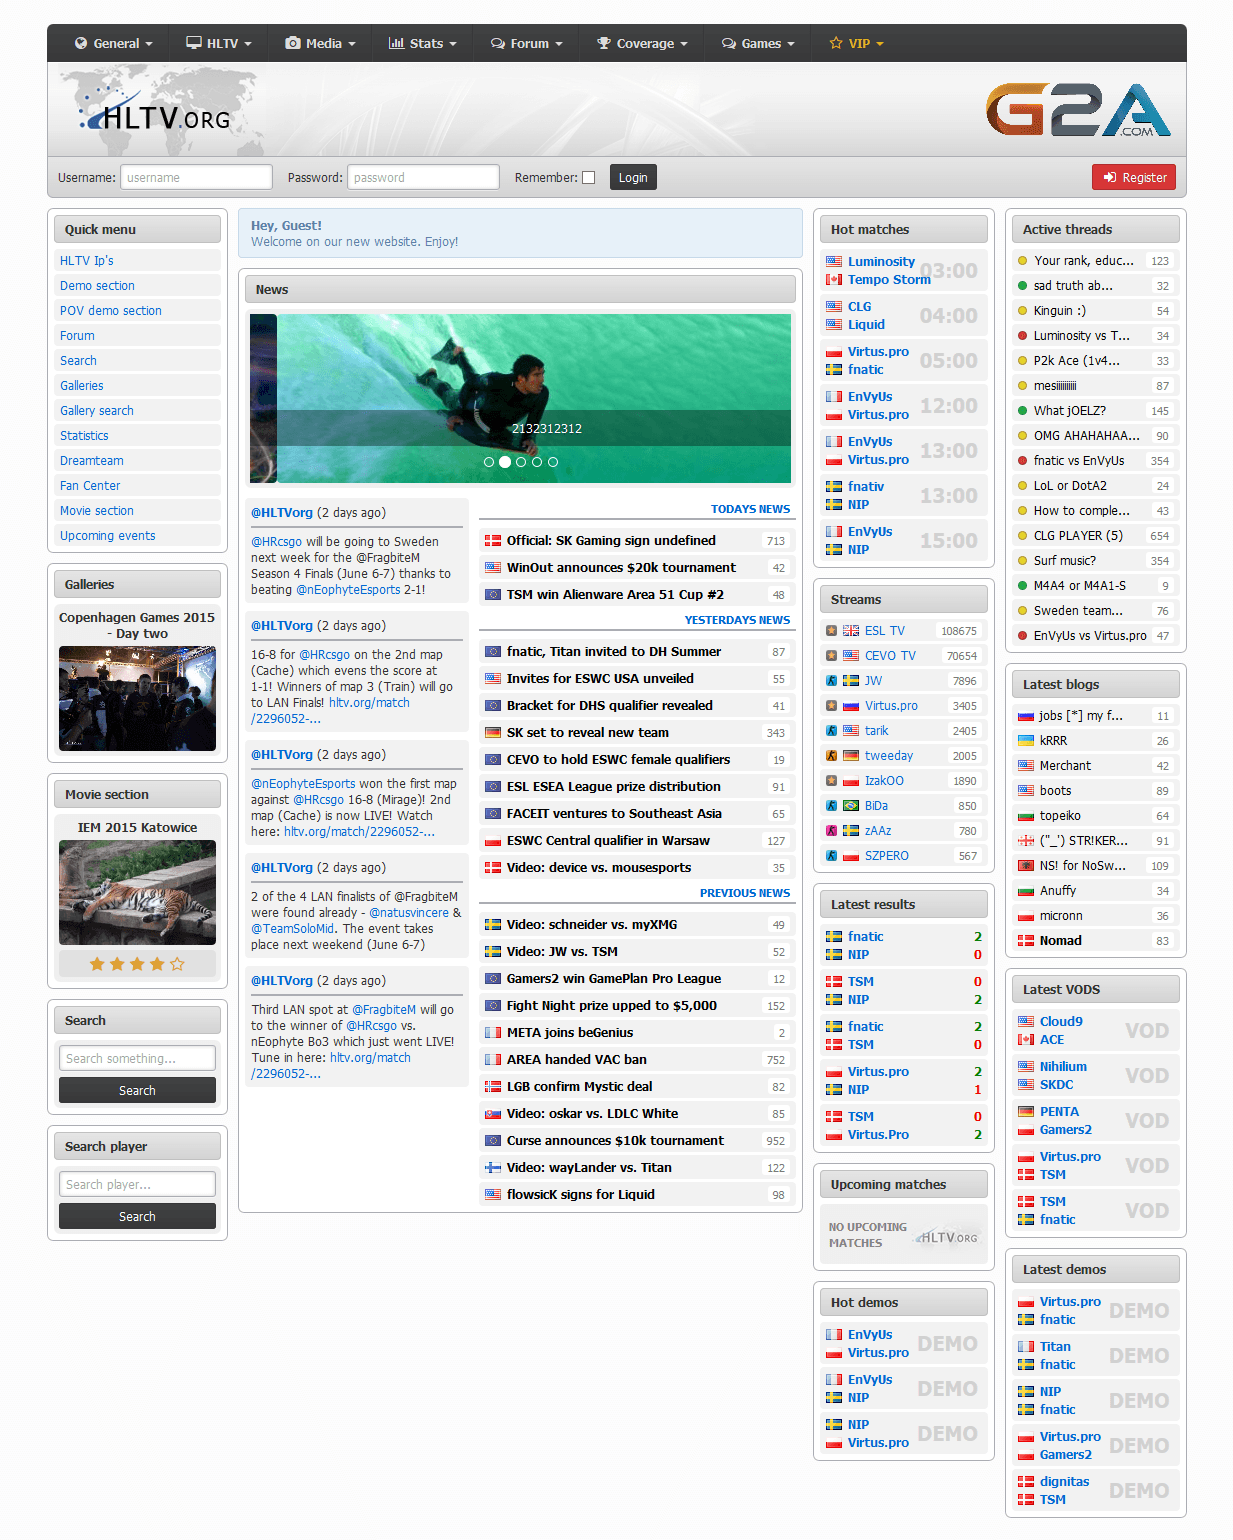 General
HLTV
Media
Stats
Forum
Coverage
Games
VIP
HLTV.ORG
G2A
.COM
Username:
username
Password:
password
Remember:
Login
Register
Quick menu
HLTV Ip's
Demo section
POV demo section
Forum
Search
Galleries
Gallery search
Statistics
Dreamteam
Fan Center
Movie section
Upcoming events
Galleries
Copenhagen Games 2015
- Day two
Movie section
IEM 2015 Katowice
Search
Search something...
Search
Search player
Search player...
Search
Hey, Guest!
Welcome on our new website. Enjoy!
News
2132312312
@HLTVorg (2 days ago)
@HRcsgo will be going to Sweden
next week for the @FragbiteM
Season 4 Finals (June 6-7) thanks to
beating @nEophyteEsports 2-1!
@HLTVorg (2 days ago)
16-8 for @HRcsgo on the 2nd map
(Cache) which evens the score at
1-1! Winners of map 3 (Train) will go
to LAN Finals! hltv.org/match
/2296052-...
@HLTVorg (2 days ago)
@nEophyteEsports won the first map
against @HRcsgo 16-8 (Mirage)! 2nd
map (Cache) is now LIVE! Watch
here: hltv.org/match/2296052-...
@HLTVorg (2 days ago)
2 of the 4 LAN finalists of @FragbiteM
were found already - @natusvincere &
@TeamSoloMid. The event takes
place next weekend (June 6-7)
@HLTVorg (2 days ago)
Third LAN spot at @FragbiteM will go
to the winner of @HRcsgo vs.
nEophyte Bo3 which just went LIVE!
Tune in here: hltv.org/match
/2296052-...
TODAYS NEWS
Official: SK Gaming sign undefined 713
WinOut announces $20k tournament 42
TSM win Alienware Area 51 Cup #2 48
YESTERDAYS NEWS
fnatic, Titan invited to DH Summer 87
Invites for ESWC USA unveiled 55
Bracket for DHS qualifier revealed 41
SK set to reveal new team 343
CEVO to hold ESWC female qualifiers 19
ESL ESEA League prize distribution 91
FACEIT ventures to Southeast Asia 65
ESWC Central qualifier in Warsaw 127
Video: device vs. mousesports 35
PREVIOUS NEWS
Video: schneider vs. myXMG 49
Video: JW vs. TSM 52
Gamers2 win GamePlan Pro League 12
Fight Night prize upped to $5,000 152
META joins beGenius 2
AREA handed VAC ban 752
LGB confirm Mystic deal 82
Video: oskar vs. LDLC White 85
Curse announces $10k tournament 952
Video: wayLander vs. Titan 122
flowsicK signs for Liquid 98
Hot matches
Luminosity
Tempo Storm
03:00
CLG
Liquid
04:00
Virtus.pro
fnatic
05:00
EnVyUs
Virtus.pro
12:00
EnVyUs
Virtus.pro
13:00
fnativ
NIP
13:00
EnVyUs
NIP
15:00
Streams
ESL TV 108675
CEVO TV 70654
JW 7896
Virtus.pro 3405
tarik 2405
tweeday 2005
IzakOO 1890
BiDa 850
zAAz 780
SZPERO 567
Latest results
fnatic 2
NIP 0
TSM 0
NIP 2
fnatic 2
TSM 0
Virtus.pro 2
NIP 1
TSM 0
Virtus.Pro 2
Upcoming matches
NO UPCOMING
MATCHES
HLTV.ORG
Hot demos
EnVyUs
Virtus.pro
DEMO
EnVyUs
NIP
DEMO
NIP
Virtus.pro
DEMO
Active threads
Your rank, educ... 123
sad truth ab... 32
Kinguin :) 54
Luminosity vs T... 34
P2k Ace (1v4... 33
mesiiiiiiiiii 87
What jOELZ? 145
OMG AHAHAHAA... 90
fnatic vs EnVyUs 354
LoL or DotA2 24
How to comple... 43
CLG PLAYER (5) 654
Surf music? 354
M4A4 or M4A1-S 9
Sweden team... 76
EnVyUs vs Virtus.pro 47
Latest blogs
jobs [*] my f... 11
kRRR 26
Merchant 42
boots 89
topeiko 64
("_') STR!KER... 91
NS! for NoSw... 109
Anuffy 34
micronn 36
Nomad 83
Latest VODS
Cloud9
ACE
VOD
Nihilium
SKDC
VOD
PENTA
Gamers2
VOD
Virtus.pro
TSM
VOD
TSM
fnatic
VOD
Latest demos
Virtus.pro
fnatic
DEMO
Titan
fnatic
DEMO
NIP
fnatic
DEMO
Virtus.pro
Gamers2
DEMO
dignitas
TSM
DEMO